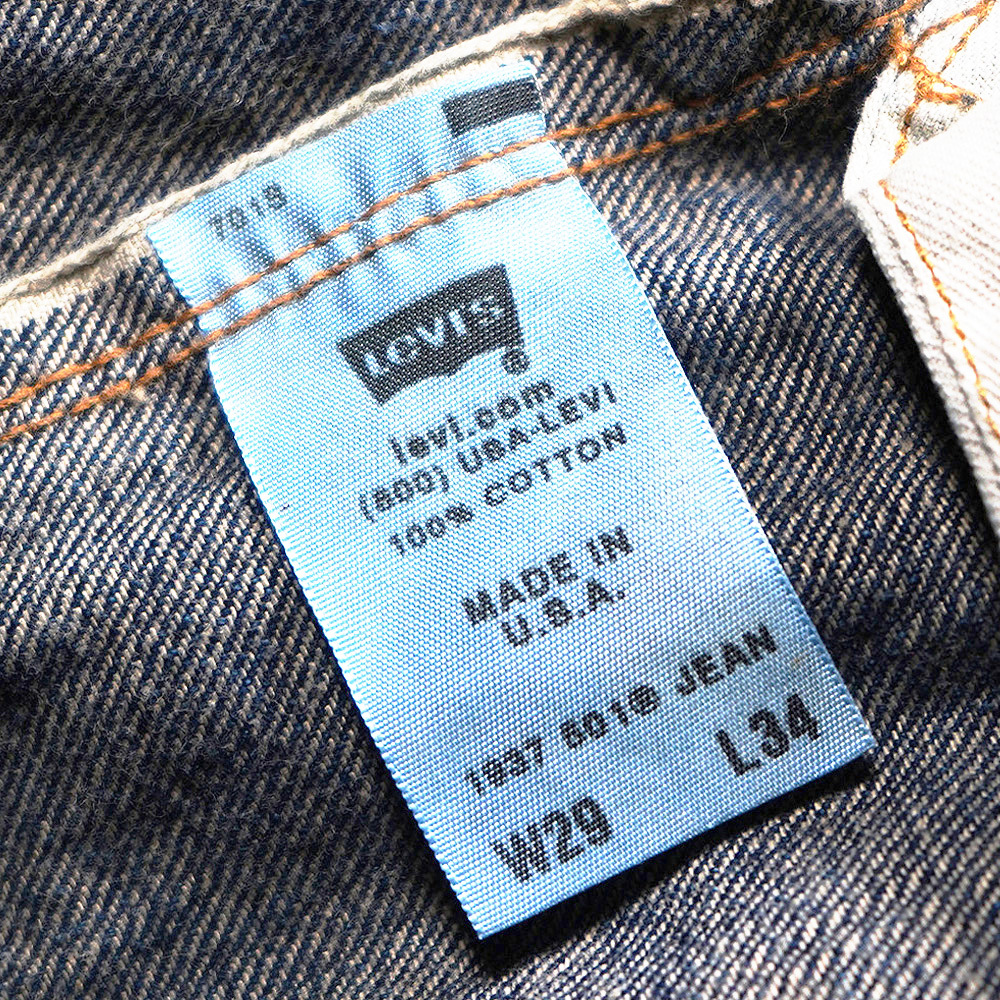 7019
LEVI'S®
levi.com
(800) USA.LEVI
100% COTTON
MADE IN
U.S.A.
1937 501® JEAN
W29 L34